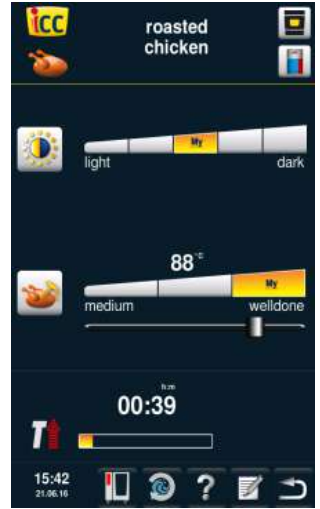 icc
roasted
chicken
My
light dark
88°C
My
medium welldone
h:m
00:39
T
15:42
21.06.16
?